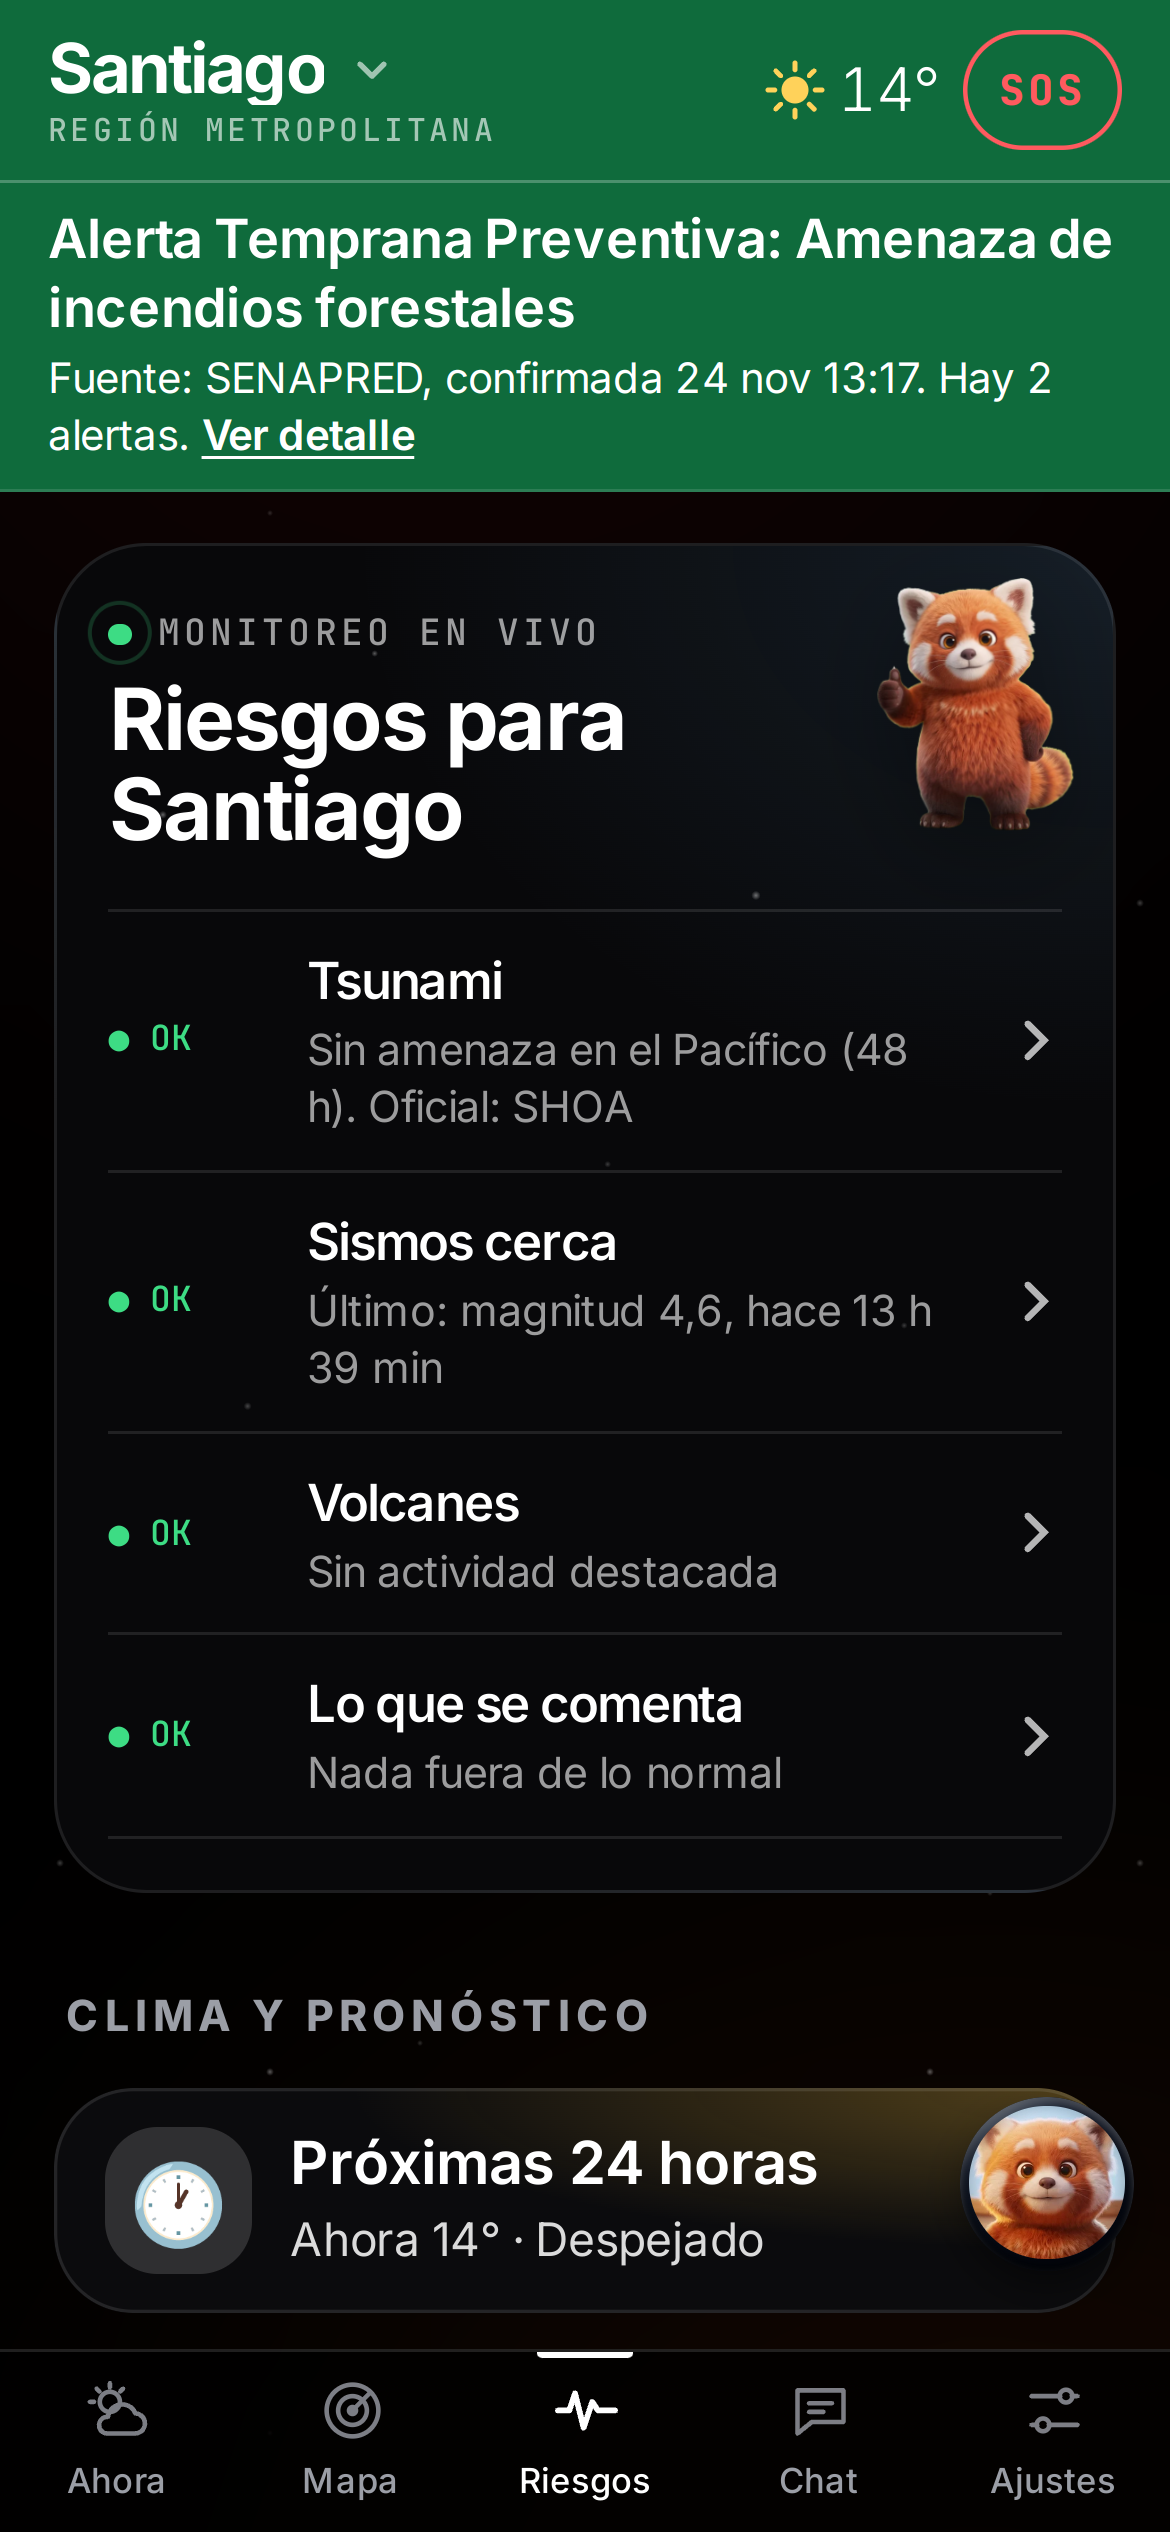 Santiago
REGIÓN METROPOLITANA
14°
SOS
Alerta Temprana Preventiva: Amenaza de
incendios forestales
Fuente: SENAPRED, confirmada 24 nov 13:17. Hay 2
alertas. Ver detalle
MONITOREO EN VIVO
Riesgos para
Santiago
OK
Tsunami
Sin amenaza en el Pacífico (48
h). Oficial: SHOA
OK
Sismos cerca
Último: magnitud 4,6, hace 13 h
39 min
OK
Volcanes
Sin actividad destacada
OK
Lo que se comenta
Nada fuera de lo normal
CLIMA Y PRONÓSTICO
Próximas 24 horas
Ahora 14° · Despejado
Ahora
Mapa
Riesgos
Chat
Ajustes